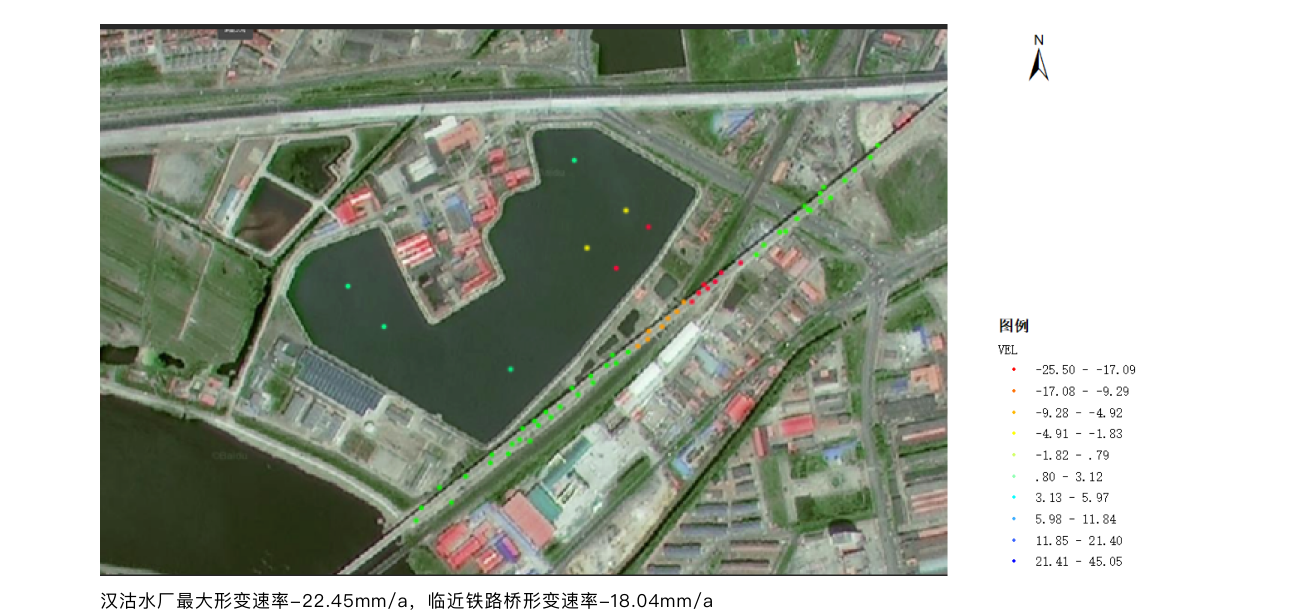 N
图例
VEL
-25.50 - -17.09
-17.08 - -9.29
-9.28 - -4.92
-4.91 - -1.83
-1.82 - .79
.80 - 3.12
3.13 - 5.97
5.98 - 11.84
11.85 - 21.40
21.41 - 45.05
©Baidu
汉沽水厂最大形变速率-22.45mm/a，临近铁路桥形变速率-18.04mm/a